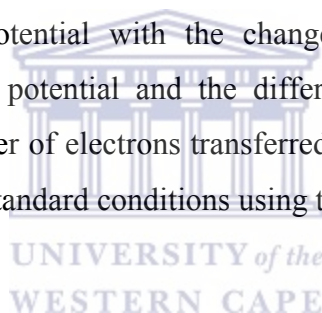 otential with the change
potential and the differ
er of electrons transferred
tandard conditions using t
UNIVERSITY of the
WESTERN CAPE